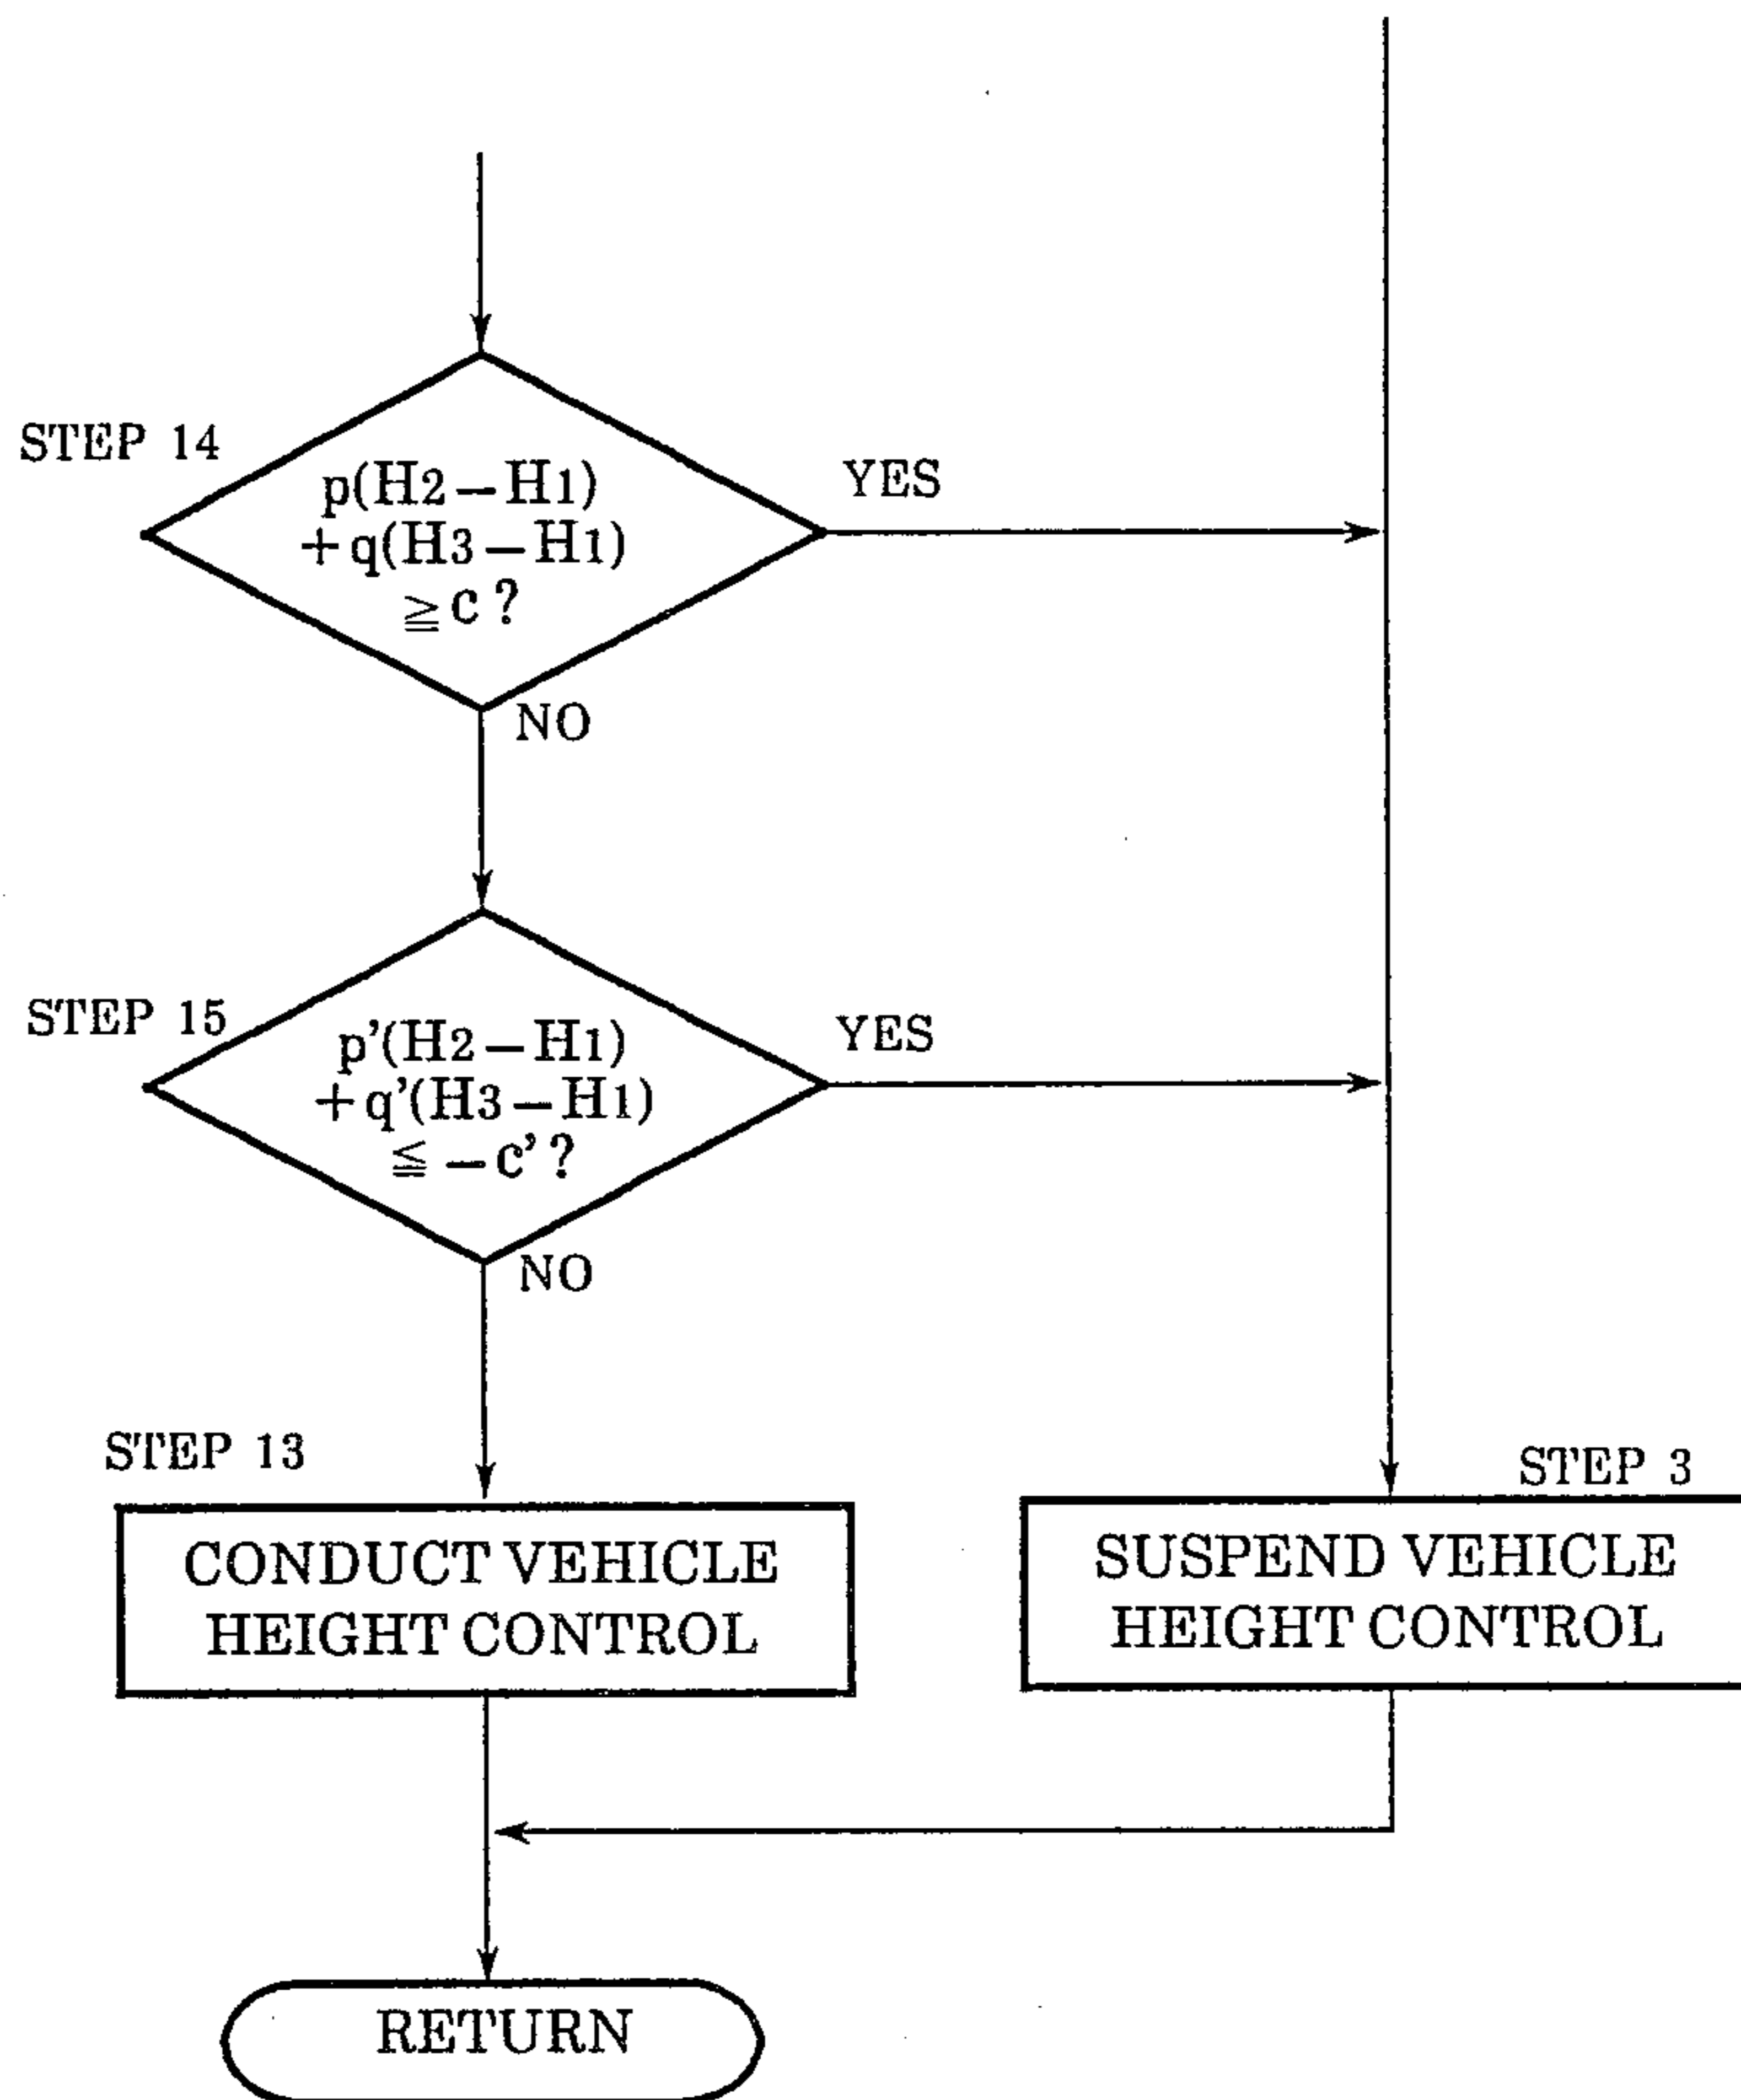 STEP 14
p(H2－H1)
＋q(H3－H1)
≧c?
YES
NO
STEP 15
p'(H2－H1)
＋q'(H3－H1)
≦－c'?
YES
NO
STEP 13
CONDUCT VEHICLE
HEIGHT CONTROL
STEP 3
SUSPEND VEHICLE
HEIGHT CONTROL
RETURN